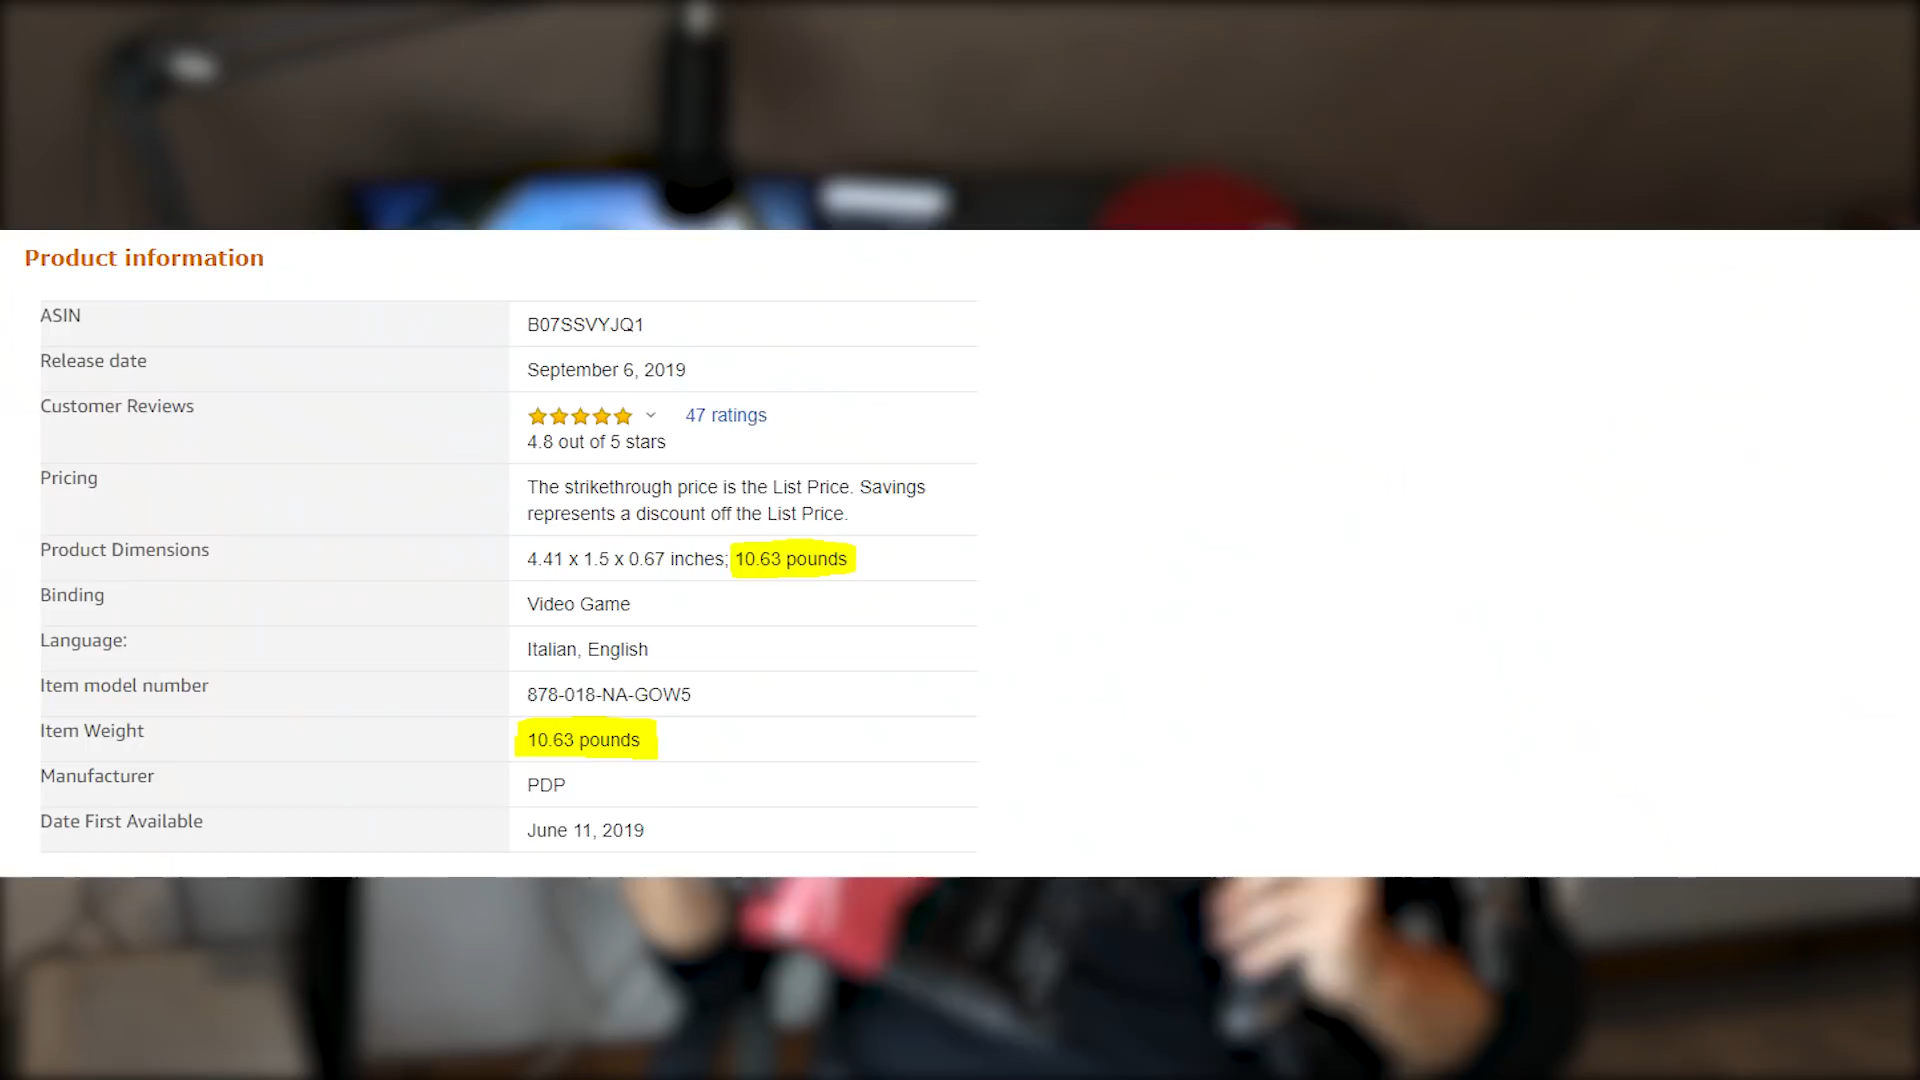 Product information
ASIN
B07SSVYJQ1
Release date
September 6, 2019
Customer Reviews
47 ratings
4.8 out of 5 stars
Pricing
The strikethrough price is the List Price. Savings
represents a discount off the List Price.
Product Dimensions
4.41 x 1.5 x 0.67 inches; 10.63 pounds
Binding
Video Game
Language:
Italian, English
Item model number
878-018-NA-GOW5
Item Weight
10.63 pounds
Manufacturer
PDP
Date First Available
June 11, 2019